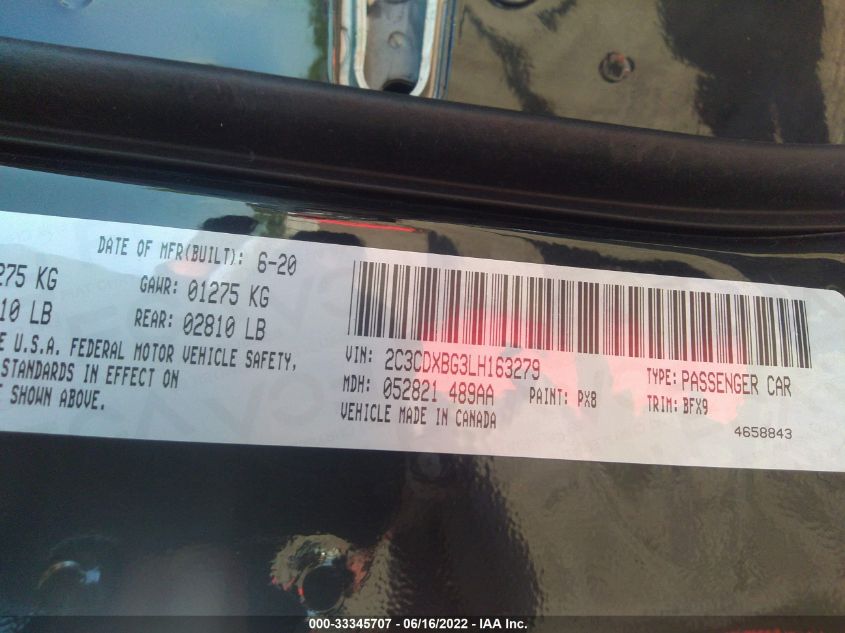 DATE OF MFR(BUILT): 6-20
275 KG GAWR: 01275 KG
10 LB REAR: 02810 LB
U.S.A. FEDERAL MOTOR VEHICLE SAFETY,
STANDARDS IN EFFECT ON
SHOWN ABOVE.
VIN: 2C3CDXBG3LH163279 TYPE: PASSENGER CAR
MDH: 052821 489AA PAINT: PX8 TRIM: BFX9
VEHICLE MADE IN CANADA 4658843
000-33345707 - 06/16/2022 - IAA Inc.